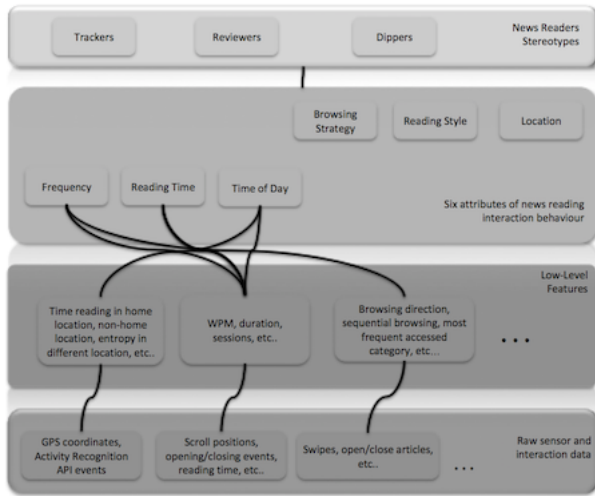 Trackers
Reviewers
Dippers
News Readers
Stereotypes
Browsing
Strategy
Reading Style
Location
Frequency
Reading Time
Time of Day
Six attributes of news reading
interaction behaviour
Low-Level
Features
Time reading in home
location, non-home
location, entropy in
different location, etc..
WPM, duration,
sessions, etc..
Browsing direction,
sequential browsing, most
frequent accessed
category, etc...
...
GPS coordinates,
Activity Recognition
API events
Scroll positions,
opening/closing events,
reading time, etc..
Swipes, open/close articles,
etc..
...
Raw sensor and
interaction data